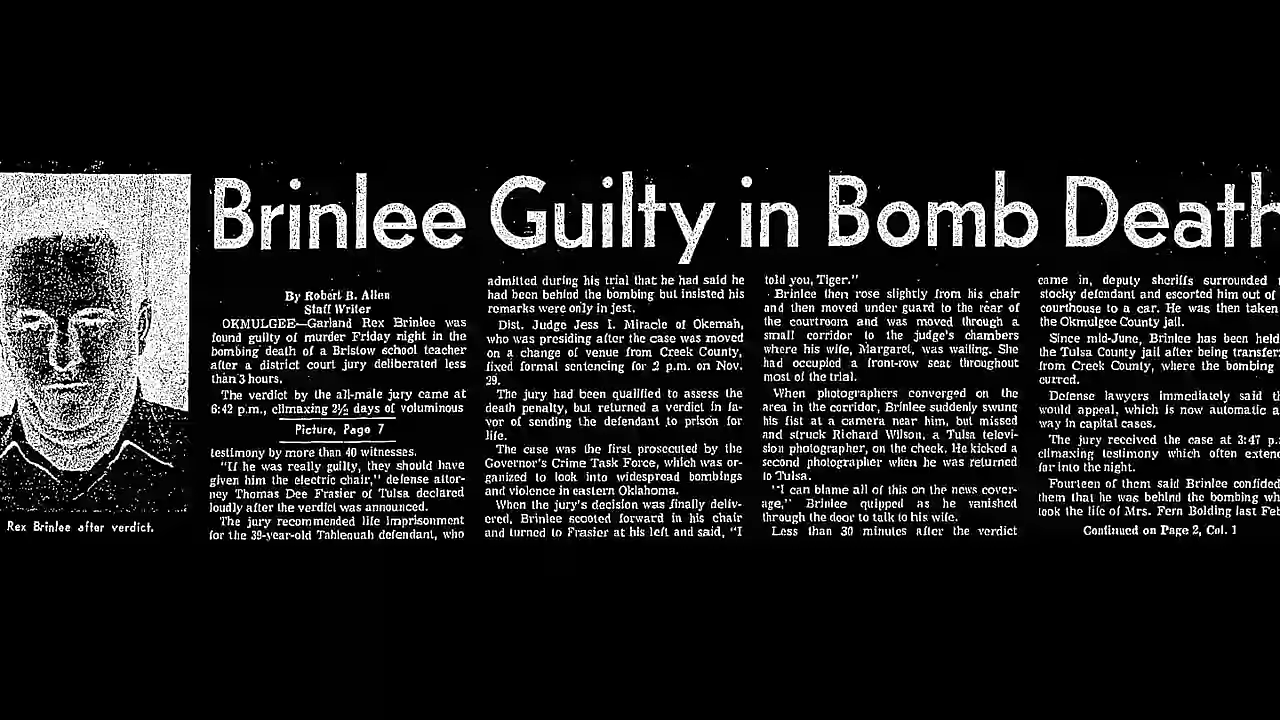 Brinlee Guilty in Bomb Death
By Robert B. Allen
Staff Writer
OKMULGEE—Garland Rex Brinlee was
found guilty of murder Friday night in the
bombing death of a Bristow school teacher
after a district court jury deliberated less
than 3 hours.
The verdict by the all-male jury came at
6:42 p.m., climaxing 2½ days of voluminous
Picture, Page 7
testimony by more than 40 witnesses.
"If he was really guilty, they should have
given him the electric chair," defense attor-
ney Thomas Dee Frasier of Tulsa declared
loudly after the verdict was announced.
The jury recommended life imprisonment
for the 39-year-old Tahlequah defendant, who
admitted during his trial that he had said he
had been behind the bombing but insisted his
remarks were only in jest.
Dist. Judge Jess I. Miracle of Okemah,
who was presiding after the case was moved
on a change of venue from Creek County,
fixed formal sentencing for 2 p.m. on Nov.
29.
The jury had been qualified to assess the
death penalty, but returned a verdict in fa-
vor of sending the defendant to prison for
life.
The case was the first prosecuted by the
Governor's Crime Task Force, which was or-
ganized to look into widespread bombings
and violence in eastern Oklahoma.
When the jury's decision was finally deliv-
ered, Brinlee scooted forward in his chair
and turned to Frasier at his left and said, "I
told you, Tiger."
Brinlee then rose slightly from his chair
and then moved under guard to the rear of
the courtroom and was moved through a
small corridor to the judge's chambers
where his wife, Margaret, was waiting. She
had occupied a front-row seat throughout
most of the trial.
When photographers converged on the
area in the corridor, Brinlee suddenly swung
his fist at a camera near him, but missed
and struck Richard Wilson, a Tulsa televi-
sion photographer, on the cheek. He kicked a
second photographer when he was returned
to Tulsa.
"I can blame all of this on the news cover-
age," Brinlee quipped as he vanished
through the door to talk to his wife.
Less than 30 minutes after the verdict
came in, deputy sheriffs surrounded
stocky defendant and escorted him out of
courthouse to a car. He was then taken
the Okmulgee County jail.
Since mid-June, Brinlee has been held
the Tulsa County jail after being transfer
from Creek County, where the bombing
curred.
Defense lawyers immediately said th
would appeal, which is now automatic a
way in capital cases.
The jury received the case at 3:47 p.
climaxing testimony which often exten
far into the night.
Fourteen of them said Brinlee confided
them that he was behind the bombing wh
took the life of Mrs. Fern Bolding last Feb
Continued on Page 2, Col. 1
Rex Brinlee after verdict.